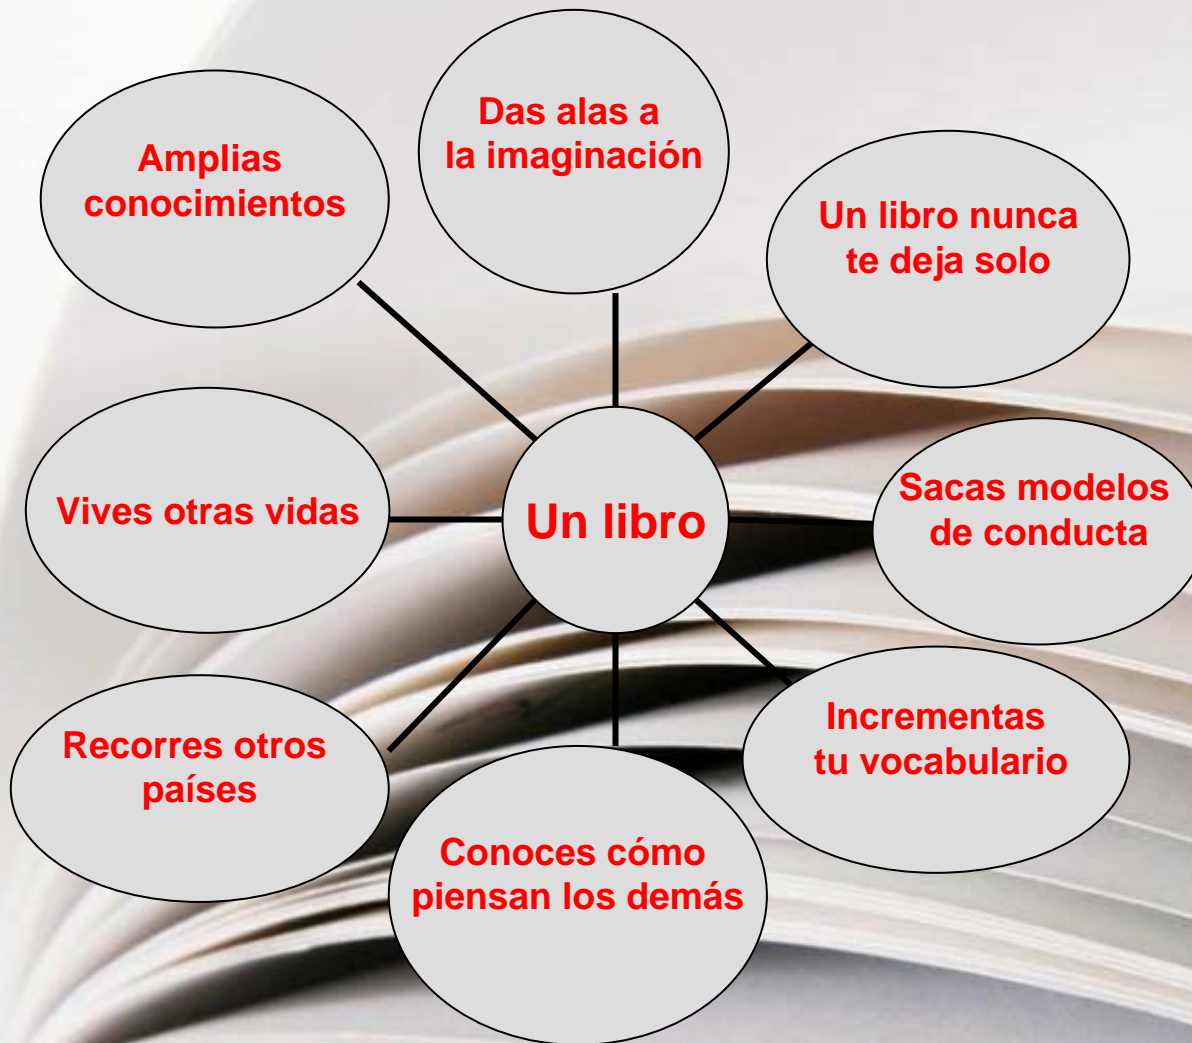 Das alas a
la imaginación
Amplias
conocimientos
Un libro nunca
te deja solo
Vives otras vidas
Un libro
Sacas modelos
de conducta
Recorres otros
países
Incrementas
tu vocabulario
Conoces cómo
piensan los demás